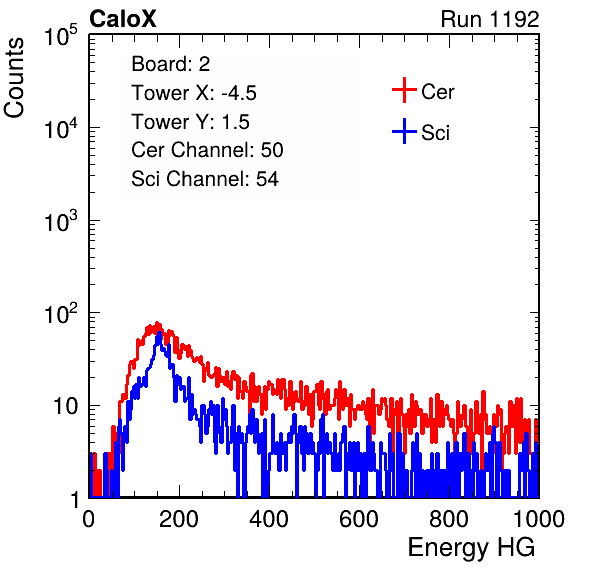 CaloX Run 1192
Counts
10^5
10^4
10^3
10^2
10
1
Board: 2
Tower X: -4.5
Tower Y: 1.5
Cer Channel: 50
Sci Channel: 54
Cer
Sci
0 200 400 600 800 1000
Energy HG